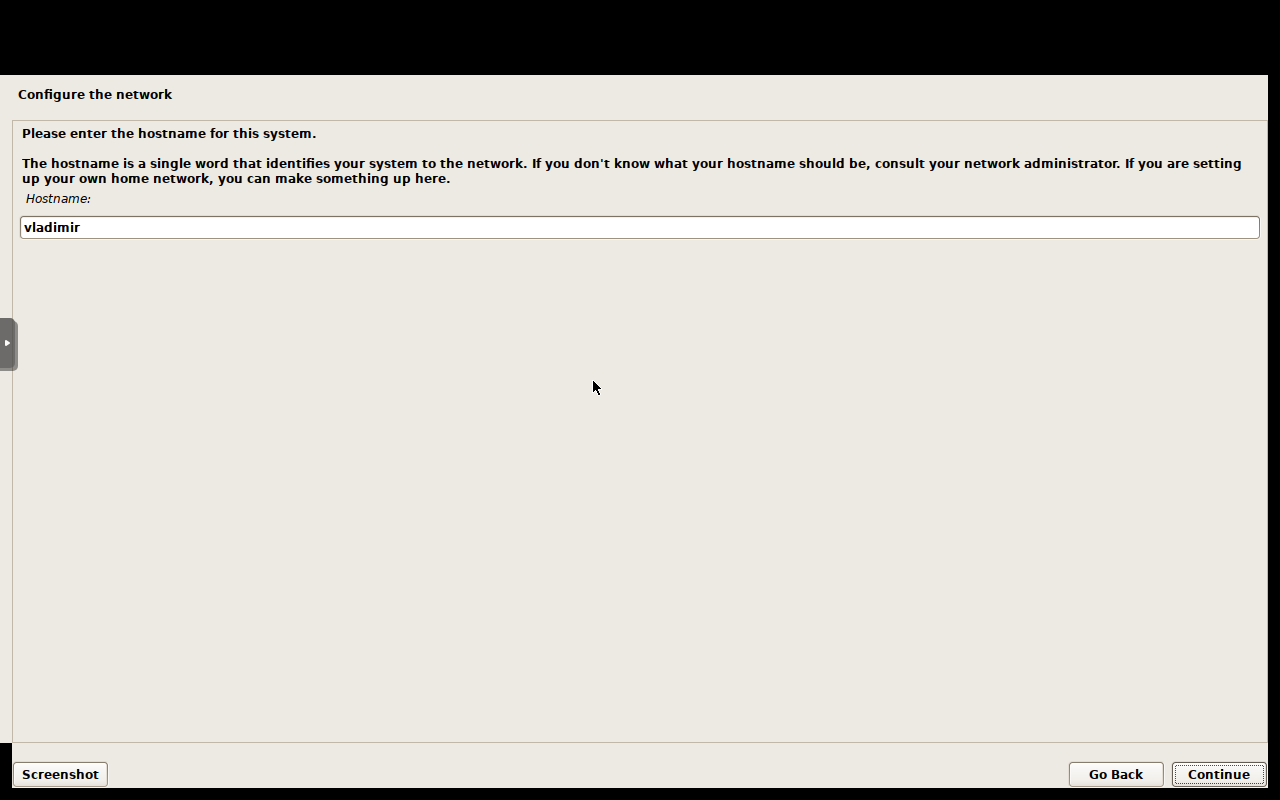 Configure the network
Please enter the hostname for this system.
The hostname is a single word that identifies your system to the network. If you don't know what your hostname should be, consult your network administrator. If you are setting
up your own home network, you can make something up here.
Hostname:
vladimir
Screenshot
Go Back
Continue